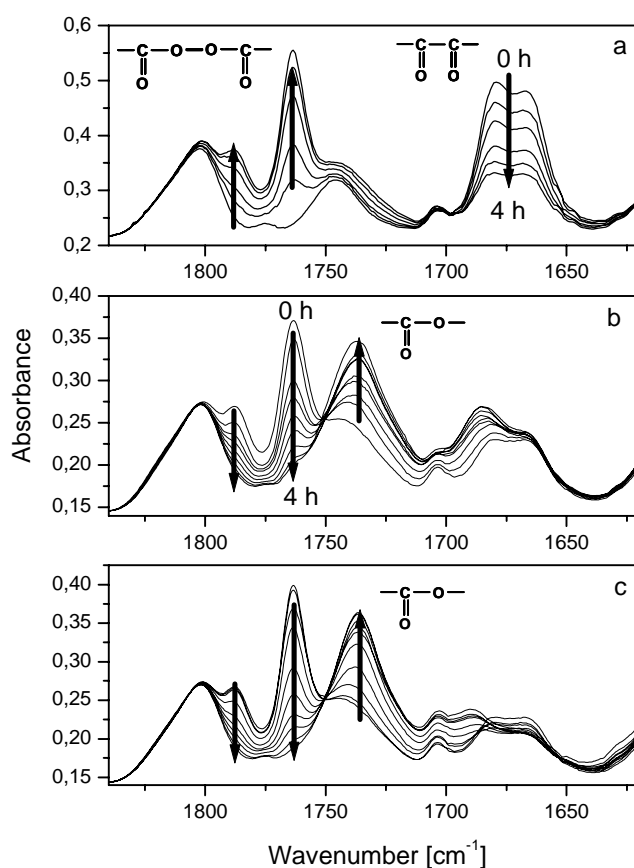 C O O C
O O
C C
O O
a
0 h
4 h
0,6
0,5
0,4
0,3
0,2
1800 1750 1700 1650
C O
O
b
0 h
4 h
0,40
0,35
0,30
0,25
0,20
0,15
1800 1750 1700 1650
C O
O
c
0,40
0,35
0,30
0,25
0,20
0,15
1800 1750 1700 1650
Absorbance
Wavenumber [cm⁻¹]